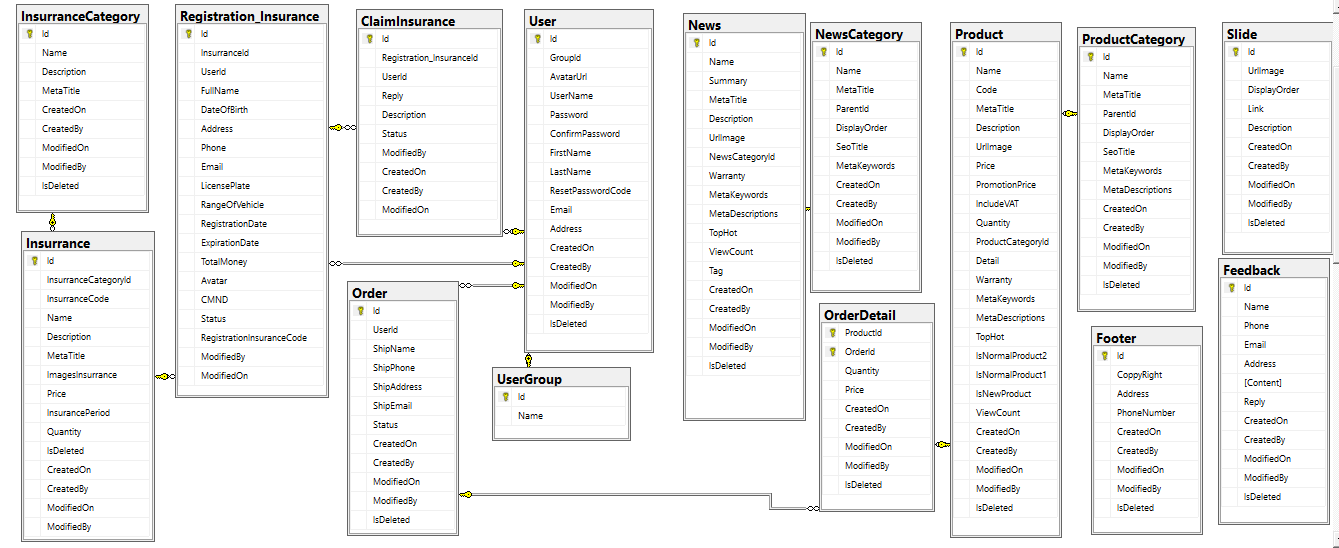 InsurranceCategory
Id
Name
Description
MetaTitle
CreatedOn
CreatedBy
ModifiedOn
ModifiedBy
IsDeleted
Insurrance
Id
InsurranceCategoryId
InsurranceCode
Name
Description
MetaTitle
ImagesInsurrance
Price
InsurancePeriod
Quantity
IsDeleted
CreatedOn
CreatedBy
ModifiedOn
ModifiedBy
Registration_Insurance
Id
InsurranceId
UserId
FullName
DateOfBirth
Address
Phone
Email
LicensePlate
RangeOfVehicle
RegistrationDate
ExpirationDate
TotalMoney
Avatar
CMND
Status
RegistrationInsuranceCode
ModifiedBy
ModifiedOn
ClaimInsurance
Id
Registration_InsuranceId
UserId
Reply
Description
Status
ModifiedBy
CreatedOn
CreatedBy
ModifiedOn
Order
Id
UserId
ShipName
ShipPhone
ShipAddress
ShipEmail
Status
CreatedOn
CreatedBy
ModifiedOn
ModifiedBy
IsDeleted
User
Id
GroupId
AvatarUrl
UserName
Password
ConfirmPassword
FirstName
LastName
ResetPasswordCode
Email
Address
CreatedOn
CreatedBy
ModifiedOn
ModifiedBy
IsDeleted
UserGroup
Id
Name
News
Id
Name
Summary
MetaTitle
Description
UrlImage
NewsCategoryId
Warranty
MetaKeywords
MetaDescriptions
TopHot
ViewCount
Tag
CreatedOn
CreatedBy
ModifiedOn
ModifiedBy
IsDeleted
NewsCategory
Id
Name
MetaTitle
ParentId
DisplayOrder
SeoTitle
MetaKeywords
CreatedOn
CreatedBy
ModifiedOn
ModifiedBy
IsDeleted
OrderDetail
ProductId
OrderId
Quantity
Price
CreatedOn
CreatedBy
ModifiedOn
ModifiedBy
IsDeleted
Product
Id
Name
Code
MetaTitle
Description
UrlImage
Price
PromotionPrice
IncludeVAT
Quantity
ProductCategoryId
Detail
Warranty
MetaKeywords
MetaDescriptions
TopHot
IsNormalProduct2
IsNormalProduct1
IsNewProduct
ViewCount
CreatedOn
CreatedBy
ModifiedOn
ModifiedBy
IsDeleted
ProductCategory
Id
Name
MetaTitle
ParentId
DisplayOrder
SeoTitle
MetaKeywords
MetaDescriptions
CreatedOn
CreatedBy
ModifiedOn
ModifiedBy
IsDeleted
Footer
Id
CoppyRight
Address
PhoneNumber
CreatedOn
CreatedBy
ModifiedOn
ModifiedBy
IsDeleted
Slide
Id
UrlImage
DisplayOrder
Link
Description
CreatedOn
CreatedBy
ModifiedOn
ModifiedBy
IsDeleted
Feedback
Id
Name
Phone
Email
Address
[Content]
Reply
CreatedOn
CreatedBy
ModifiedOn
ModifiedBy
IsDeleted